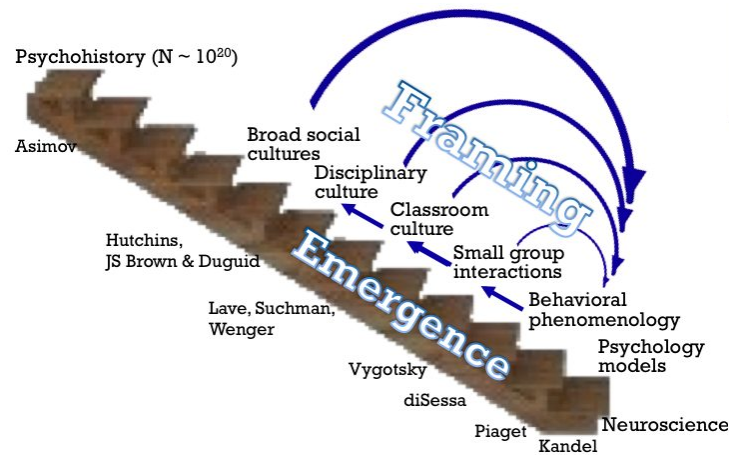 Psychohistory (N ~ 10²⁰)
Asimov
Framing
Broad social
cultures
Disciplinary
culture
Classroom
culture
Small group
interactions
Behavioral
phenomenology
Psychology
models
Neuroscience
Emergence
Hutchins,
JS Brown & Duguid
Lave, Suchman,
Wenger
Vygotsky
diSessa
Piaget
Kandel